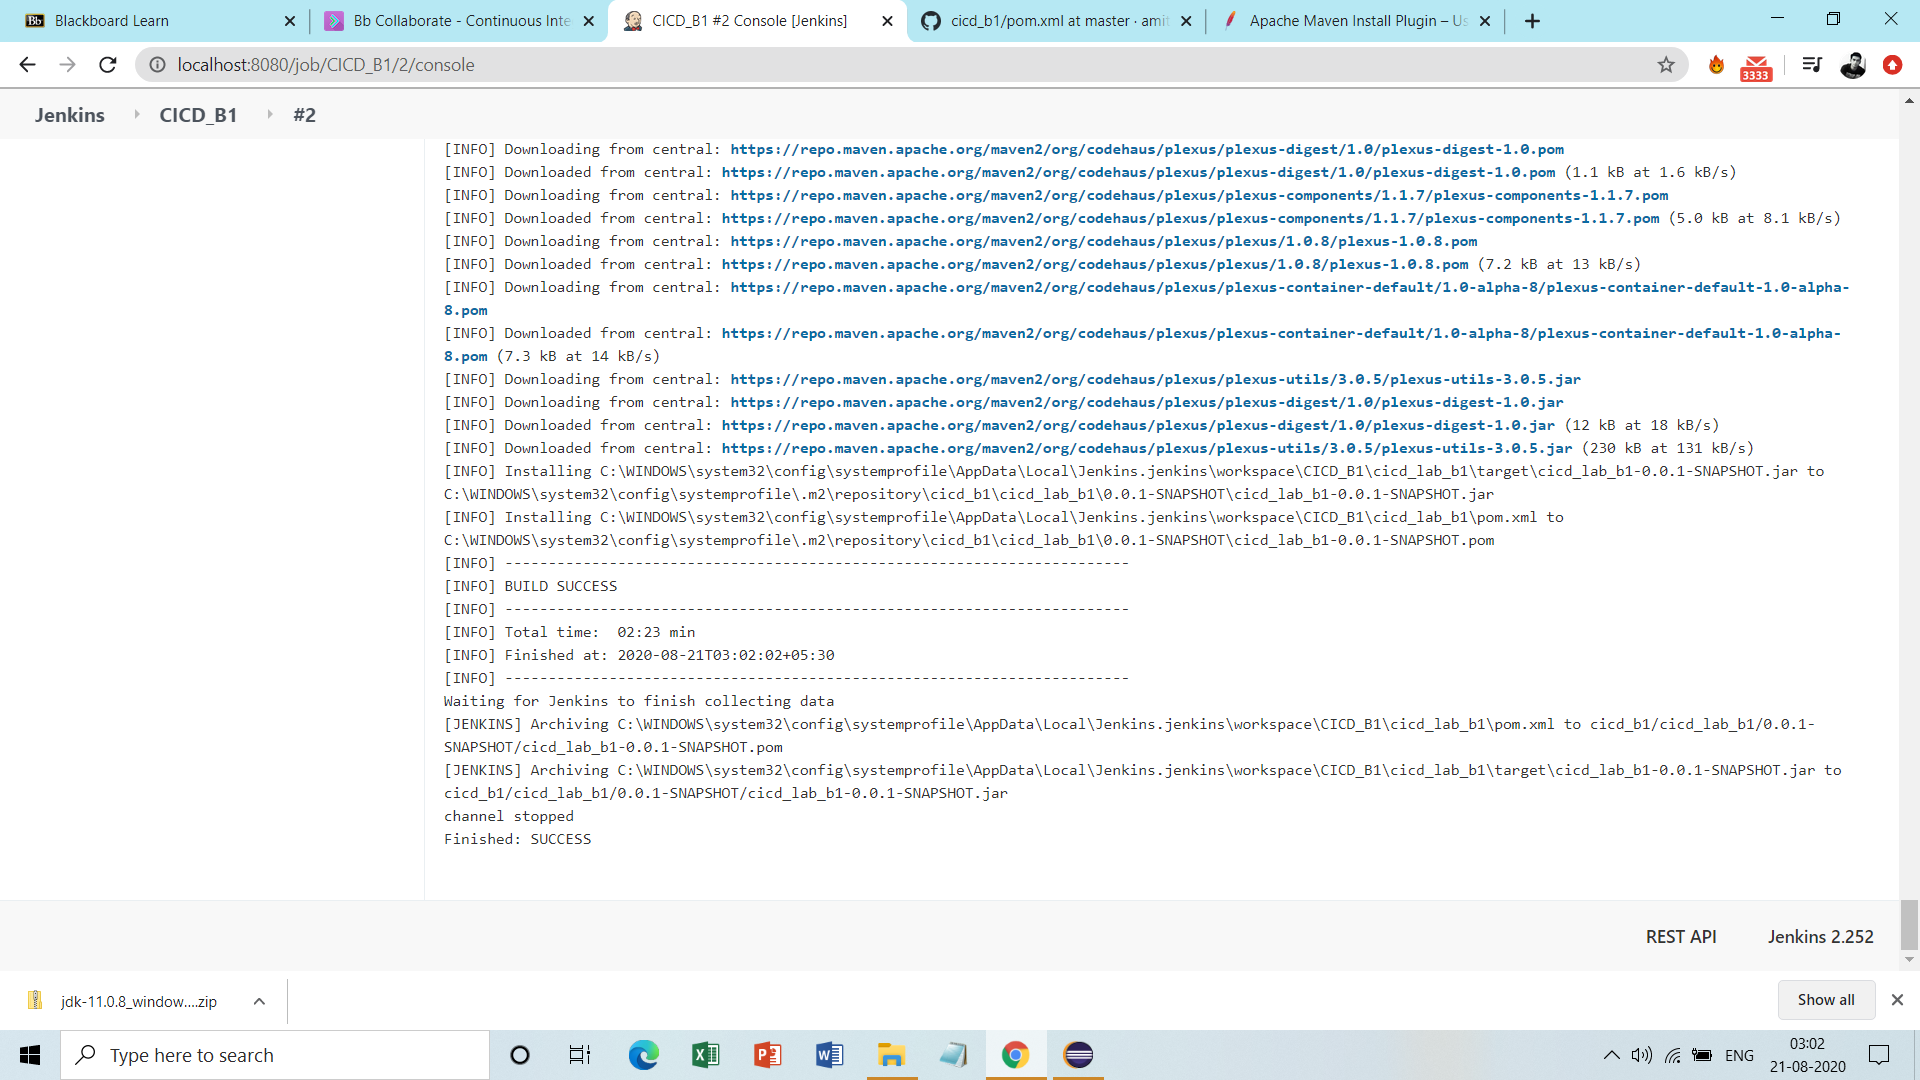 Blackboard Learn
Bb Collaborate - Continuous Inte
CICD_B1 #2 Console [Jenkins]
cicd_b1/pom.xml at master · amit
Apache Maven Install Plugin – Us
localhost:8080/job/CICD_B1/2/console
3333
Jenkins CICD_B1 #2
[INFO] Downloading from central: https://repo.maven.apache.org/maven2/org/codehaus/plexus/plexus-digest/1.0/plexus-digest-1.0.pom
[INFO] Downloaded from central: https://repo.maven.apache.org/maven2/org/codehaus/plexus/plexus-digest/1.0/plexus-digest-1.0.pom (1.1 kB at 1.6 kB/s)
[INFO] Downloading from central: https://repo.maven.apache.org/maven2/org/codehaus/plexus/plexus-components/1.1.7/plexus-components-1.1.7.pom
[INFO] Downloaded from central: https://repo.maven.apache.org/maven2/org/codehaus/plexus/plexus-components/1.1.7/plexus-components-1.1.7.pom (5.0 kB at 8.1 kB/s)
[INFO] Downloading from central: https://repo.maven.apache.org/maven2/org/codehaus/plexus/plexus/1.0.8/plexus-1.0.8.pom
[INFO] Downloaded from central: https://repo.maven.apache.org/maven2/org/codehaus/plexus/plexus/1.0.8/plexus-1.0.8.pom (7.2 kB at 13 kB/s)
[INFO] Downloading from central: https://repo.maven.apache.org/maven2/org/codehaus/plexus/plexus-container-default/1.0-alpha-8/plexus-container-default-1.0-alpha-
8.pom
[INFO] Downloaded from central: https://repo.maven.apache.org/maven2/org/codehaus/plexus/plexus-container-default/1.0-alpha-8/plexus-container-default-1.0-alpha-
8.pom (7.3 kB at 14 kB/s)
[INFO] Downloading from central: https://repo.maven.apache.org/maven2/org/codehaus/plexus/plexus-utils/3.0.5/plexus-utils-3.0.5.jar
[INFO] Downloading from central: https://repo.maven.apache.org/maven2/org/codehaus/plexus/plexus-digest/1.0/plexus-digest-1.0.jar
[INFO] Downloaded from central: https://repo.maven.apache.org/maven2/org/codehaus/plexus/plexus-digest/1.0/plexus-digest-1.0.jar (12 kB at 18 kB/s)
[INFO] Downloaded from central: https://repo.maven.apache.org/maven2/org/codehaus/plexus/plexus-utils/3.0.5/plexus-utils-3.0.5.jar (230 kB at 131 kB/s)
[INFO] Installing C:\WINDOWS\system32\config\systemprofile\AppData\Local\Jenkins.jenkins\workspace\CICD_B1\cicd_lab_b1\target\cicd_lab_b1-0.0.1-SNAPSHOT.jar to
C:\WINDOWS\system32\config\systemprofile\.m2\repository\cicd_b1\cicd_lab_b1\0.0.1-SNAPSHOT\cicd_lab_b1-0.0.1-SNAPSHOT.jar
[INFO] Installing C:\WINDOWS\system32\config\systemprofile\AppData\Local\Jenkins.jenkins\workspace\CICD_B1\cicd_lab_b1\pom.xml to
C:\WINDOWS\system32\config\systemprofile\.m2\repository\cicd_b1\cicd_lab_b1\0.0.1-SNAPSHOT\cicd_lab_b1-0.0.1-SNAPSHOT.pom
[INFO] ------------------------------------------------------------------------
[INFO] BUILD SUCCESS
[INFO] ------------------------------------------------------------------------
[INFO] Total time:  02:23 min
[INFO] Finished at: 2020-08-21T03:02:02+05:30
[INFO] ------------------------------------------------------------------------
Waiting for Jenkins to finish collecting data
[JENKINS] Archiving C:\WINDOWS\system32\config\systemprofile\AppData\Local\Jenkins.jenkins\workspace\CICD_B1\cicd_lab_b1\pom.xml to cicd_b1/cicd_lab_b1/0.0.1-
SNAPSHOT/cicd_lab_b1-0.0.1-SNAPSHOT.pom
[JENKINS] Archiving C:\WINDOWS\system32\config\systemprofile\AppData\Local\Jenkins.jenkins\workspace\CICD_B1\cicd_lab_b1\target\cicd_lab_b1-0.0.1-SNAPSHOT.jar to
cicd_b1/cicd_lab_b1/0.0.1-SNAPSHOT/cicd_lab_b1-0.0.1-SNAPSHOT.jar
channel stopped
Finished: SUCCESS
REST API Jenkins 2.252
jdk-11.0.8_window....zip
Show all
Type here to search
ENG
03:02
21-08-2020